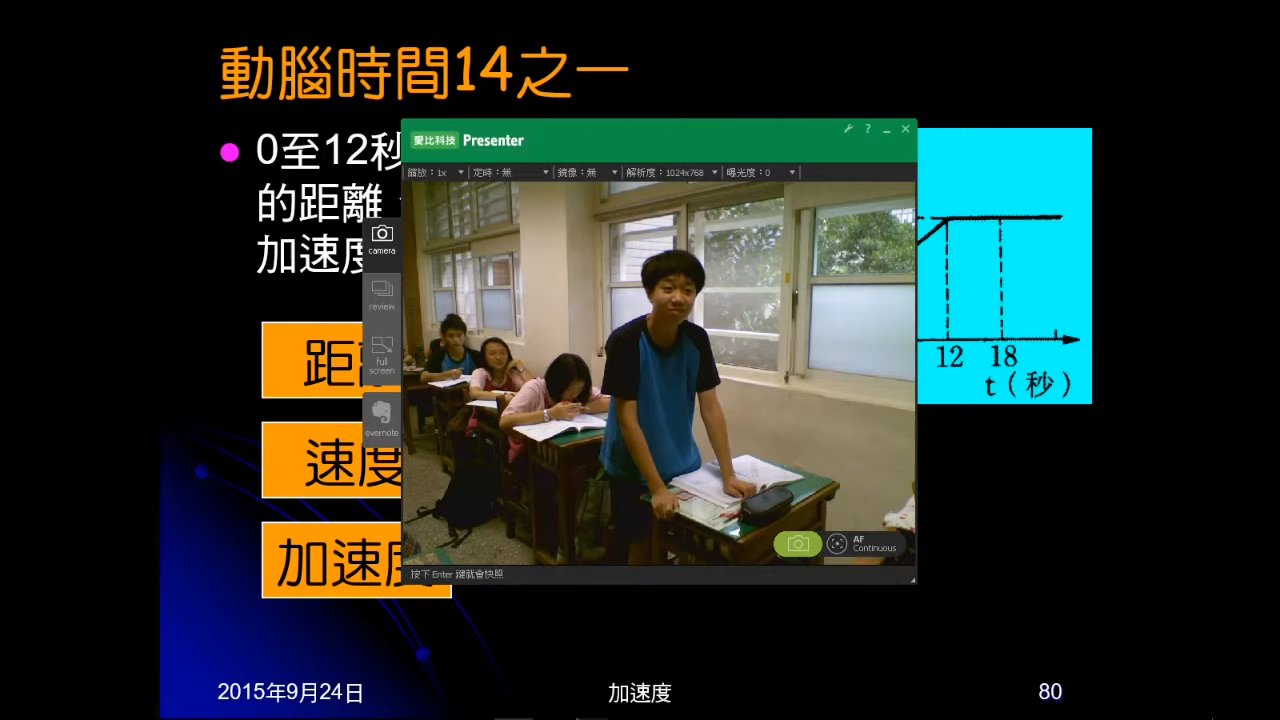 動腦時間14之一
0至12秒
的距離
加速度
愛比科技 Presenter
縮放：1x
定時：無
鏡像：無
解析度：1024x768
曝光度：0
camera
review
full
screen
evernote
距離
速度
加速度
12
18
t（秒）
AF
Continuous
按下 Enter 鍵就會快照
2015年9月24日
加速度
80